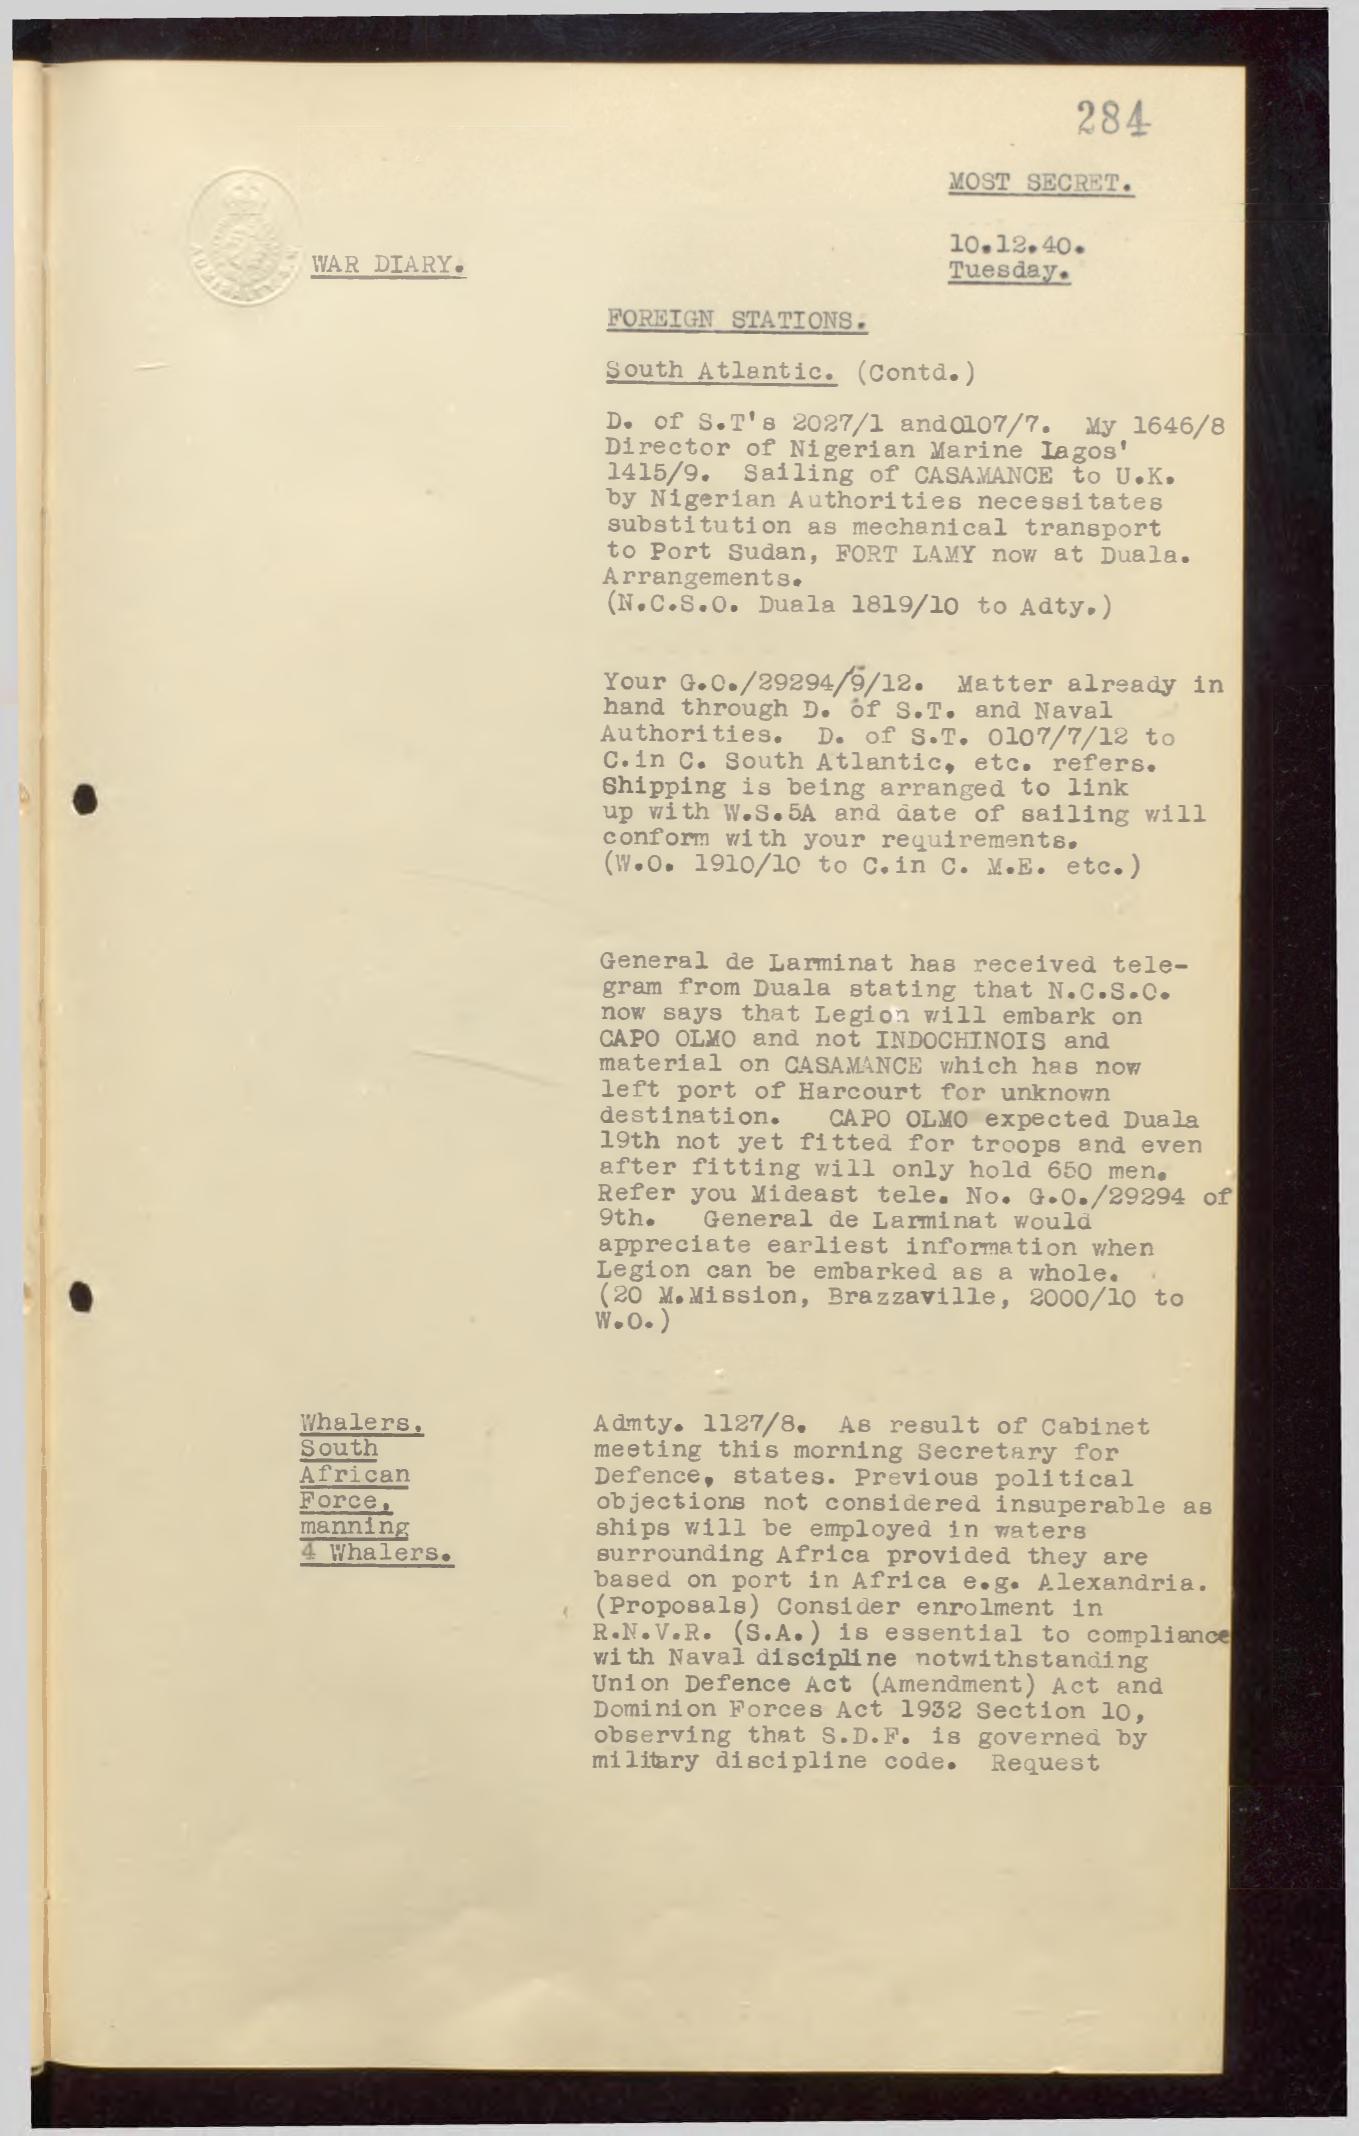 284
MOST SECRET.
10.12.40.
Tuesday.
WAR DIARY.
FOREIGN STATIONS.
South Atlantic. (Contd.)
D. of S.T's 2027/1 and0107/7. My 1646/8
Director of Nigerian Marine Lagos'
1415/9. Sailing of CASAMANCE to U.K.
by Nigerian Authorities necessitates
substitution as mechanical transport
to Port Sudan, FORT LAMY now at Duala.
Arrangements.
(N.C.S.O. Duala 1819/10 to Adty.)
Your G.O./29294/9/12. Matter already in
hand through D. of S.T. and Naval
Authorities. D. of S.T. 0107/7/12 to
C.in C. South Atlantic, etc. refers.
Shipping is being arranged to link
up with W.S.5A and date of sailing will
conform with your requirements.
(W.O. 1910/10 to C.in C. M.E. etc.)
General de Larminat has received tele-
gram from Duala stating that N.C.S.O.
now says that Legion will embark on
CAPO OLMO and not INDOCHINOIS and
material on CASAMANCE which has now
left port of Harcourt for unknown
destination. CAPO OLMO expected Duala
19th not yet fitted for troops and even
after fitting will only hold 650 men.
Refer you Mideast tele. No. G.O./29294 of
9th. General de Larminat would
appreciate earliest information when
Legion can be embarked as a whole.
(20 M.Mission, Brazzaville, 2000/10 to
W.O.)
Whalers.
South
African
Force,
manning
4 Whalers.
Admty. 1127/8. As result of Cabinet
meeting this morning Secretary for
Defence, states. Previous political
objections not considered insuperable as
ships will be employed in waters
surrounding Africa provided they are
based on port in Africa e.g. Alexandria.
(Proposals) Consider enrolment in
R.N.V.R. (S.A.) is essential to compliance
with Naval discipline notwithstanding
Union Defence Act (Amendment) Act and
Dominion Forces Act 1932 Section 10,
observing that S.D.F. is governed by
military discipline code. Request